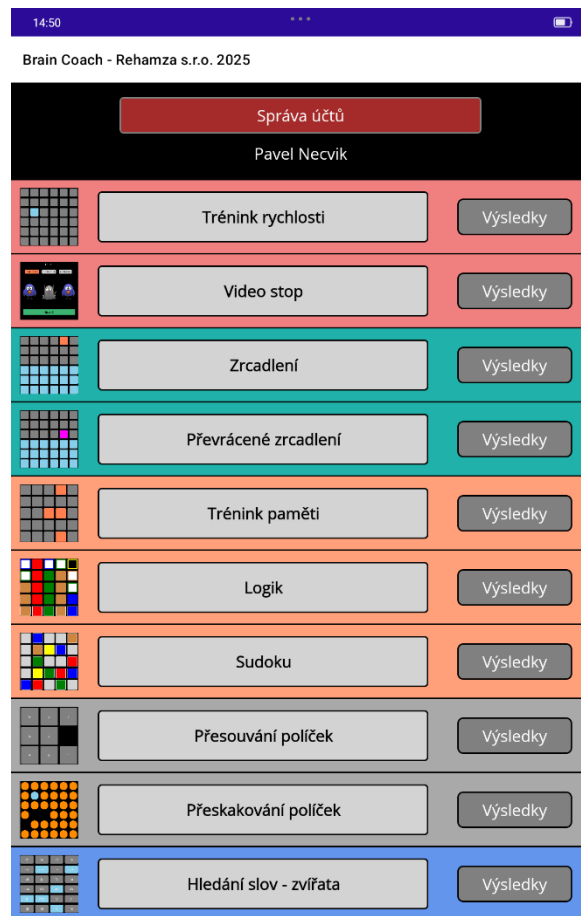 14:50
Brain Coach - Rehamza s.r.o. 2025
Správa účtů
Pavel Necvik
Trénink rychlosti Výsledky
Video stop Výsledky
Zrcadlení Výsledky
Převrácené zrcadlení Výsledky
Trénink paměti Výsledky
Logik Výsledky
Sudoku Výsledky
Přesouvání políček Výsledky
Přeskakování políček Výsledky
Hledání slov - zvířata Výsledky